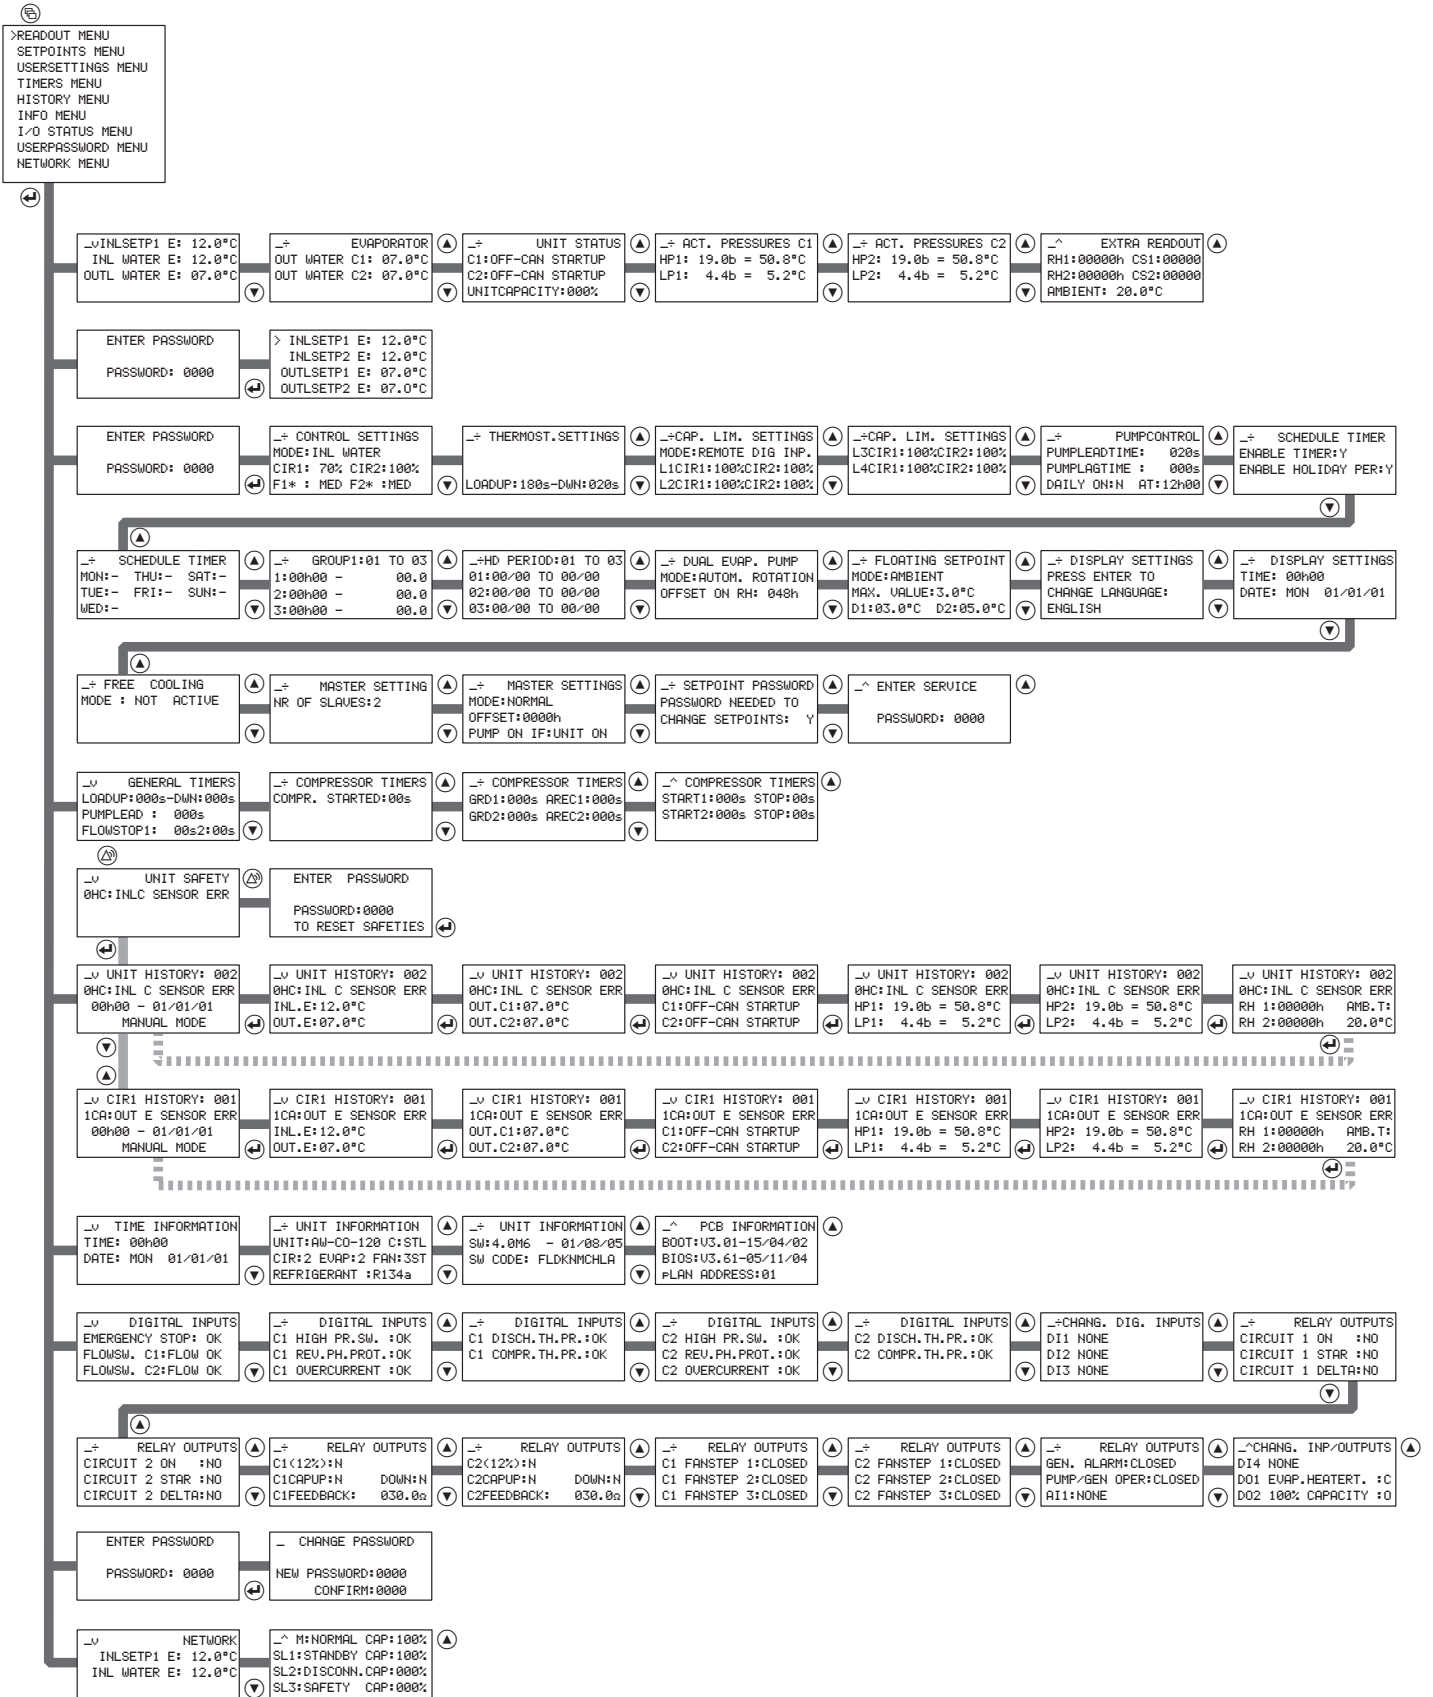 >READOUT MENU
SETPOINTS MENU
USERSETTINGS MENU
TIMERS MENU
HISTORY MENU
INFO MENU
I/O STATUS MENU
USERPASSWORD MENU
NETWORK MENU
_vINLSETP1 E: 12.0°C
INL WATER E: 12.0°C
OUTL WATER E: 07.0°C
_÷ EVAPORATOR
OUT WATER C1: 07.0°C
OUT WATER C2: 07.0°C
_÷ UNIT STATUS
C1:OFF-CAN STARTUP
C2:OFF-CAN STARTUP
UNITCAPACITY:000%
_÷ ACT. PRESSURES C1
HP1: 19.0b = 50.8°C
LP1: 4.4b = 5.2°C
_÷ ACT. PRESSURES C2
HP2: 19.0b = 50.8°C
LP2: 4.4b = 5.2°C
_^ EXTRA READOUT
RH1:00000h CS1:00000
RH2:00000h CS2:00000
AMBIENT: 20.0°C
ENTER PASSWORD
PASSWORD: 0000
> INLSETP1 E: 12.0°C
INLSETP2 E: 12.0°C
OUTLSETP1 E: 07.0°C
OUTLSETP2 E: 07.0°C
ENTER PASSWORD
PASSWORD: 0000
_÷ CONTROL SETTINGS
MODE:INL WATER
CIR1: 70% CIR2:100%
F1* : MED F2* :MED
_÷ THERMOST.SETTINGS
LOADUP:180s-DWN:020s
_÷CAP. LIM. SETTINGS
MODE:REMOTE DIG INP.
L1CIR1:100%CIR2:100%
L2CIR1:100%CIR2:100%
_÷CAP. LIM. SETTINGS
L3CIR1:100%CIR2:100%
L4CIR1:100%CIR2:100%
_÷ PUMPCONTROL
PUMPLEADTIME: 020s
PUMPLAGTIME : 000s
DAILY ON:N AT:12h00
_÷ SCHEDULE TIMER
ENABLE TIMER:Y
ENABLE HOLIDAY PER:Y
_÷ SCHEDULE TIMER
MON:- THU:- SAT:-
TUE:- FRI:- SUN:-
WED:-
_÷ GROUP1:01 TO 03
1:00h00 - 00.0
2:00h00 - 00.0
3:00h00 - 00.0
_÷HD PERIOD:01 TO 03
01:00/00 TO 00/00
02:00/00 TO 00/00
03:00/00 TO 00/00
_÷ DUAL EVAP. PUMP
MODE:AUTOM. ROTATION
OFFSET ON RH: 048h
_÷ FLOATING SETPOINT
MODE:AMBIENT
MAX. VALUE:3.0°C
D1:03.0°C D2:05.0°C
_÷ DISPLAY SETTINGS
PRESS ENTER TO
CHANGE LANGUAGE:
ENGLISH
_÷ DISPLAY SETTINGS
TIME: 00h00
DATE: MON 01/01/01
_÷ FREE COOLING
MODE : NOT ACTIVE
_÷ MASTER SETTING
NR OF SLAVES:2
_÷ MASTER SETTINGS
MODE:NORMAL
OFFSET:0000h
PUMP ON IF:UNIT ON
_÷ SETPOINT PASSWORD
PASSWORD NEEDED TO
CHANGE SETPOINTS: Y
_^ ENTER SERVICE
PASSWORD: 0000
_v GENERAL TIMERS
LOADUP:000s-DWN:000s
PUMPLEAD : 000s
FLOWSTOP1: 00s2:00s
_÷ COMPRESSOR TIMERS
COMPR. STARTED:00s
_÷ COMPRESSOR TIMERS
GRD1:000s AREC1:000s
GRD2:000s AREC2:000s
_^ COMPRESSOR TIMERS
START1:000s STOP:00s
START2:000s STOP:00s
_v UNIT SAFETY
0HC:INLC SENSOR ERR
ENTER PASSWORD
PASSWORD:0000
TO RESET SAFETIES
_v UNIT HISTORY: 002
0HC:INL C SENSOR ERR
00h00 - 01/01/01
MANUAL MODE
_v UNIT HISTORY: 002
0HC:INL C SENSOR ERR
INL.E:12.0°C
OUT.E:07.0°C
_v UNIT HISTORY: 002
0HC:INL C SENSOR ERR
OUT.C1:07.0°C
OUT.C2:07.0°C
_v UNIT HISTORY: 002
0HC:INL C SENSOR ERR
C1:OFF-CAN STARTUP
C2:OFF-CAN STARTUP
_v UNIT HISTORY: 002
0HC:INL C SENSOR ERR
HP1: 19.0b = 50.8°C
LP1: 4.4b = 5.2°C
_v UNIT HISTORY: 002
0HC:INL C SENSOR ERR
HP2: 19.0b = 50.8°C
LP2: 4.4b = 5.2°C
_v UNIT HISTORY: 002
0HC:INL C SENSOR ERR
RH 1:00000h AMB.T:
RH 2:00000h 20.0°C
_v CIR1 HISTORY: 001
1CA:OUT E SENSOR ERR
00h00 - 01/01/01
MANUAL MODE
_v CIR1 HISTORY: 001
1CA:OUT E SENSOR ERR
INL.E:12.0°C
OUT.E:07.0°C
_v CIR1 HISTORY: 001
1CA:OUT E SENSOR ERR
OUT.C1:07.0°C
OUT.C2:07.0°C
_v CIR1 HISTORY: 001
1CA:OUT E SENSOR ERR
C1:OFF-CAN STARTUP
C2:OFF-CAN STARTUP
_v CIR1 HISTORY: 001
1CA:OUT E SENSOR ERR
HP1: 19.0b = 50.8°C
LP1: 4.4b = 5.2°C
_v CIR1 HISTORY: 001
1CA:OUT E SENSOR ERR
HP2: 19.0b = 50.8°C
LP2: 4.4b = 5.2°C
_v CIR1 HISTORY: 001
1CA:OUT E SENSOR ERR
RH 1:00000h AMB.T:
RH 2:00000h 20.0°C
_v TIME INFORMATION
TIME: 00h00
DATE: MON 01/01/01
_÷ UNIT INFORMATION
UNIT:AW-CO-120 C:STL
CIR:2 EVAP:2 FAN:3ST
REFRIGERANT :R134a
_÷ UNIT INFORMATION
SW:4.0M6 - 01/08/05
SW CODE: FLDKNMCHLA
_^ PCB INFORMATION
BOOT:V3.01-15/04/02
BIOS:V3.61-05/11/04
PLAN ADDRESS:01
_v DIGITAL INPUTS
EMERGENCY STOP: OK
FLOWSW. C1:FLOW OK
FLOWSW. C2:FLOW OK
_÷ DIGITAL INPUTS
C1 HIGH PR.SW. :OK
C1 REV.PH.PROT.:OK
C1 OVERCURRENT :OK
_÷ DIGITAL INPUTS
C1 DISCH.TH.PR.:OK
C1 COMPR.TH.PR.:OK
_÷ DIGITAL INPUTS
C2 HIGH PR.SW. :OK
C2 REV.PH.PROT.:OK
C2 OVERCURRENT :OK
_÷ DIGITAL INPUTS
C2 DISCH.TH.PR.:OK
C2 COMPR.TH.PR.:OK
_÷CHANG. DIG. INPUTS
DI1 NONE
DI2 NONE
DI3 NONE
_÷ RELAY OUTPUTS
CIRCUIT 1 ON :NO
CIRCUIT 1 STAR :NO
CIRCUIT 1 DELTA:NO
_÷ RELAY OUTPUTS
CIRCUIT 2 ON :NO
CIRCUIT 2 STAR :NO
CIRCUIT 2 DELTA:NO
_÷ RELAY OUTPUTS
C1(12%):N
C1CAPUP:N DOWN:N
C1FEEDBACK: 030.0Ω
_÷ RELAY OUTPUTS
C2(12%):N
C2CAPUP:N DOWN:N
C2FEEDBACK: 030.0Ω
_÷ RELAY OUTPUTS
C1 FANSTEP 1:CLOSED
C1 FANSTEP 2:CLOSED
C1 FANSTEP 3:CLOSED
_÷ RELAY OUTPUTS
C2 FANSTEP 1:CLOSED
C2 FANSTEP 2:CLOSED
C2 FANSTEP 3:CLOSED
_÷ RELAY OUTPUTS
GEN. ALARM:CLOSED
PUMP/GEN OPER:CLOSED
AI1:NONE
_^CHANG. INP/OUTPUTS
DI4 NONE
DO1 EVAP.HEATERT. :C
DO2 100% CAPACITY :O
ENTER PASSWORD
PASSWORD: 0000
_ CHANGE PASSWORD
NEW PASSWORD:0000
CONFIRM:0000
_v NETWORK
INLSETP1 E: 12.0°C
INL WATER E: 12.0°C
_^ M:NORMAL CAP:100%
SL1:STANDBY CAP:100%
SL2:DISCONN.CAP:000%
SL3:SAFETY CAP:000%